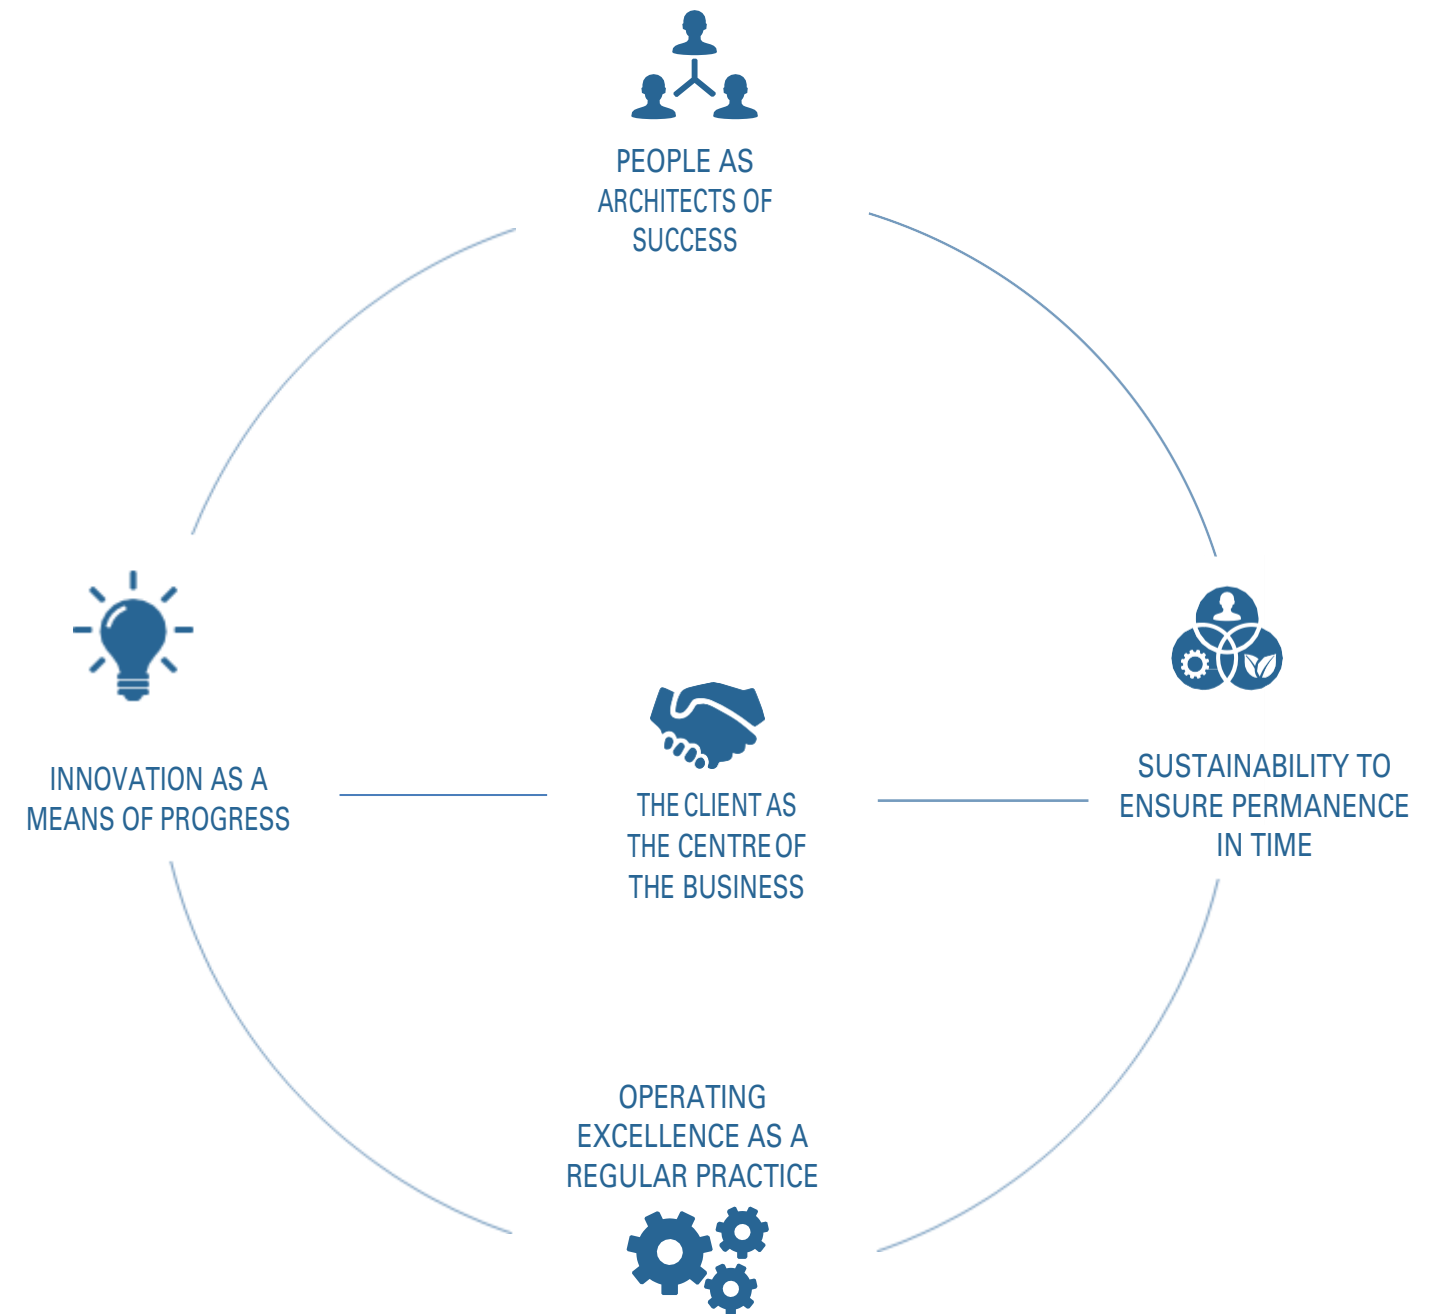 PEOPLE AS
ARCHITECTS OF
SUCCESS
INNOVATION AS A
MEANS OF PROGRESS
THE CLIENT AS
THE CENTRE OF
THE BUSINESS
SUSTAINABILITY TO
ENSURE PERMANENCE
IN TIME
OPERATING
EXCELLENCE AS A
REGULAR PRACTICE